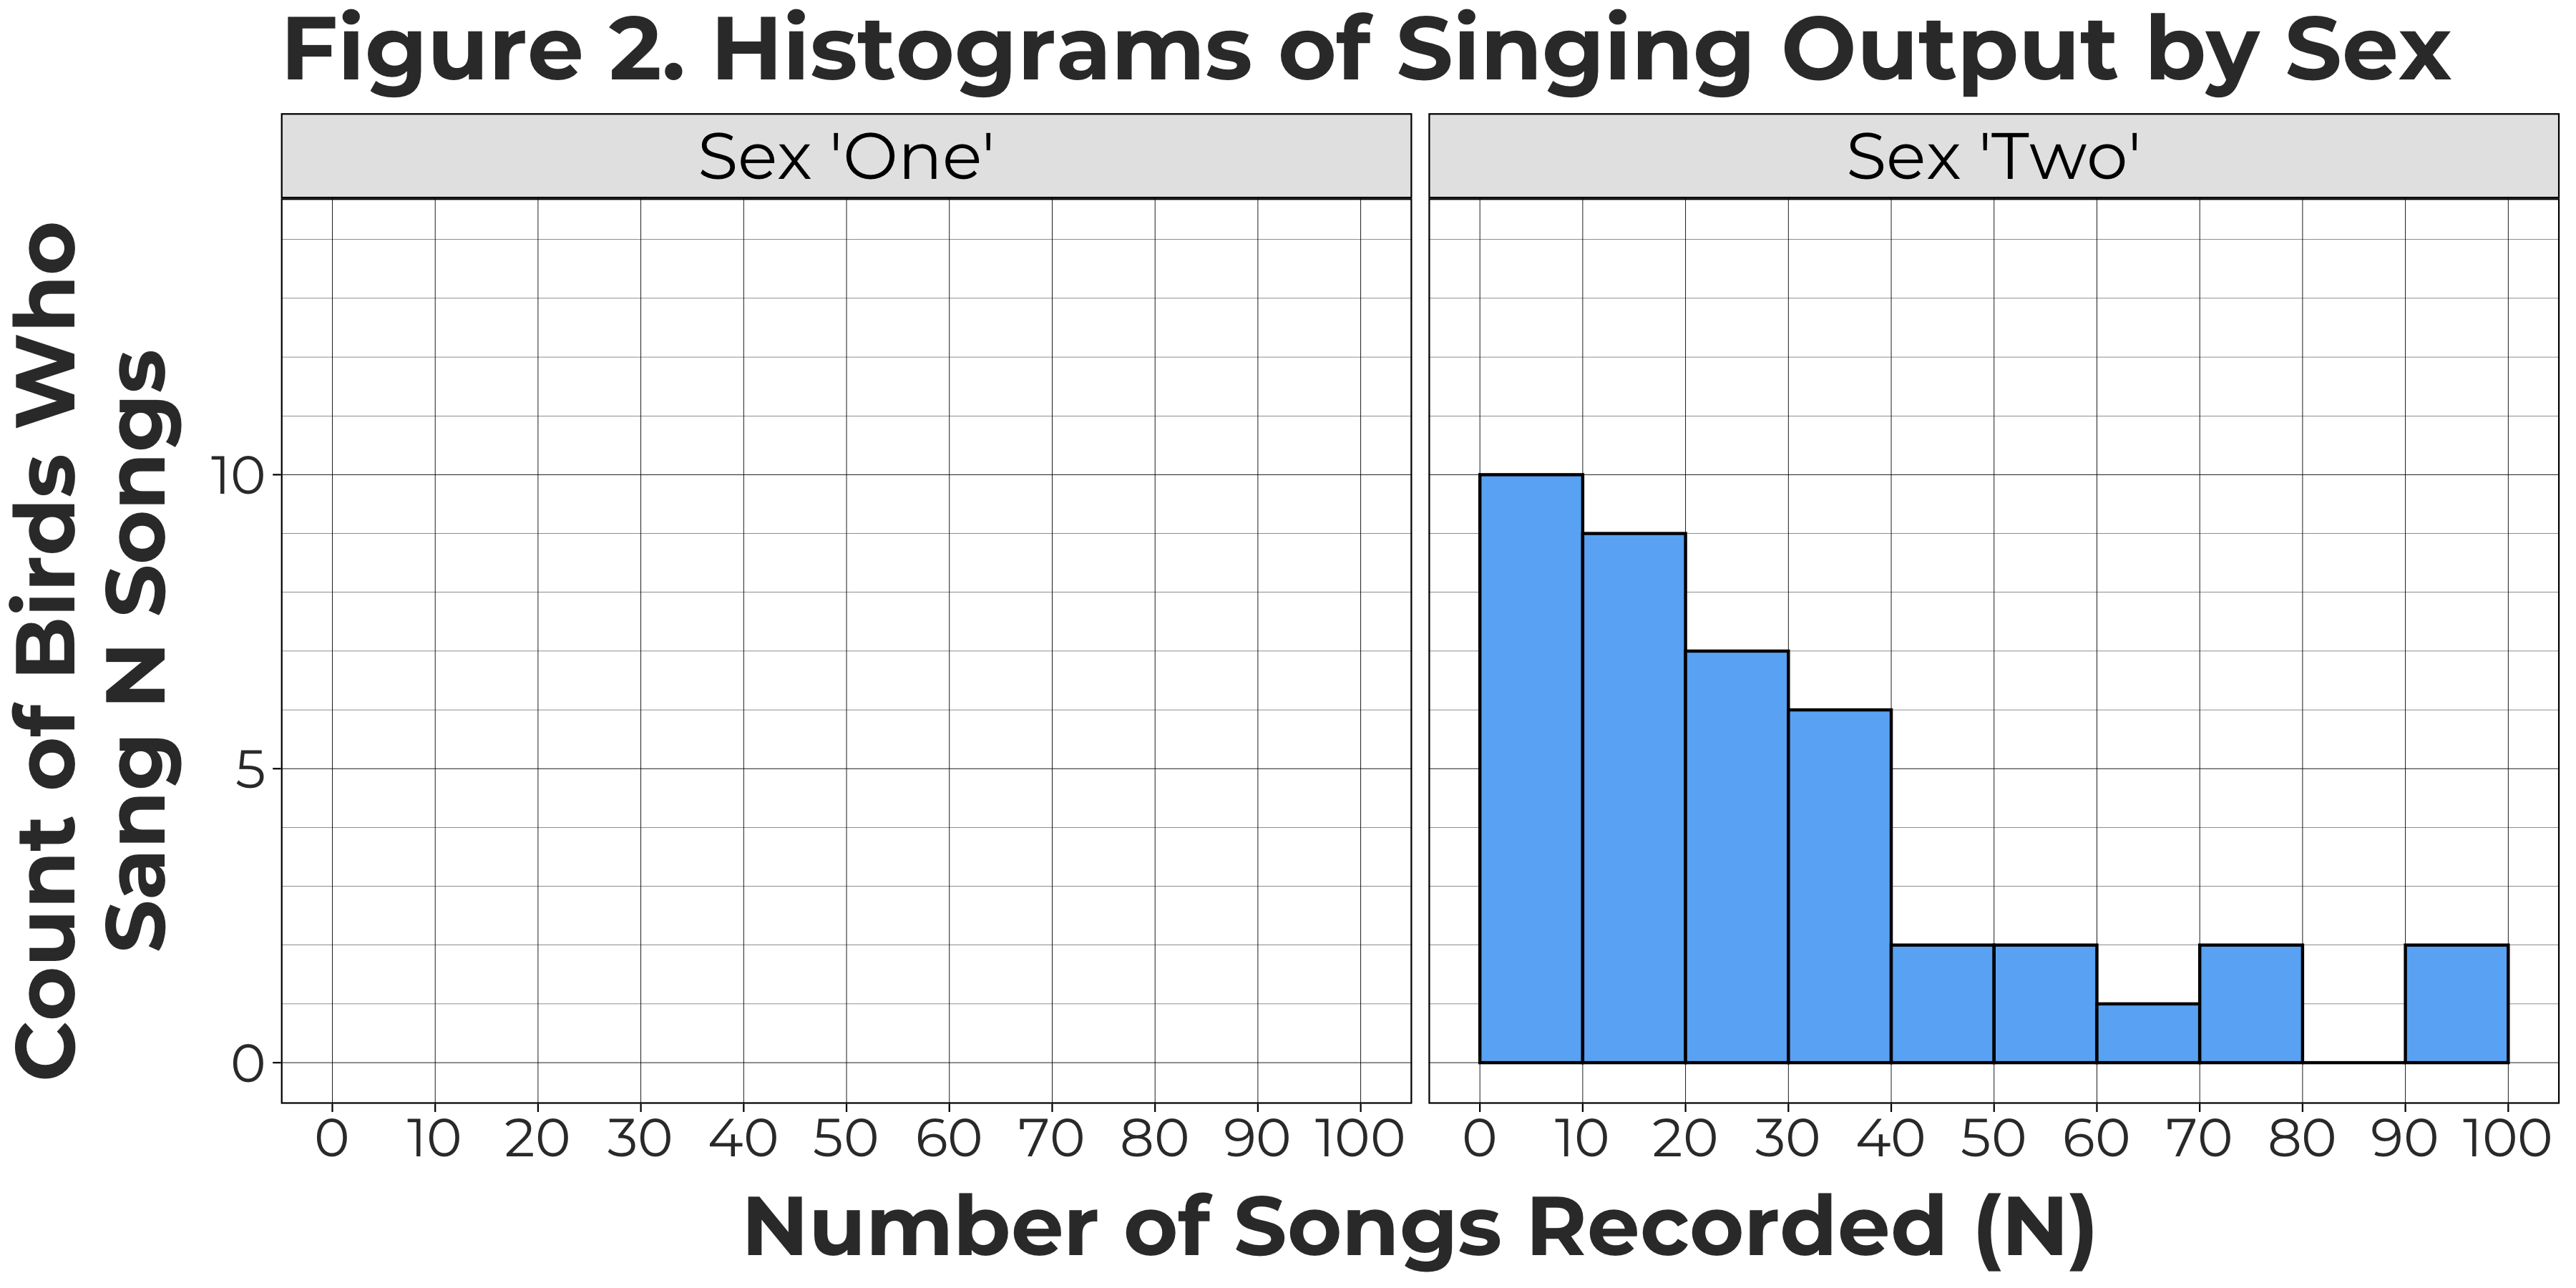 Figure 2. Histograms of Singing Output by Sex
Sex 'One'
Sex 'Two'
Count of Birds Who
Sang N Songs
10
5
0
0 10 20 30 40 50 60 70 80 90 100
0 10 20 30 40 50 60 70 80 90 100
Number of Songs Recorded (N)